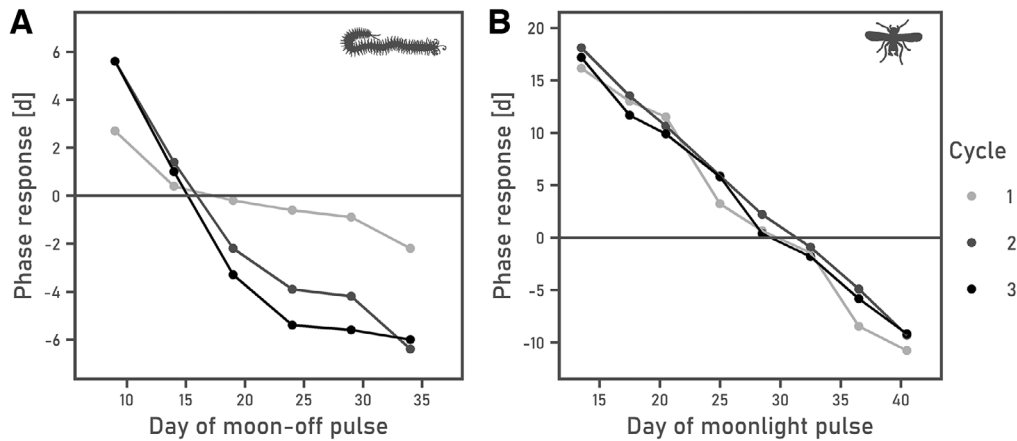 A
Phase response [d]
6
4
2
0
-2
-4
-6
10 15 20 25 30 35
Day of moon-off pulse
B
Phase response [d]
20
15
10
5
0
-5
-10
15 20 25 30 35 40
Day of moonlight pulse
Cycle
1
2
3